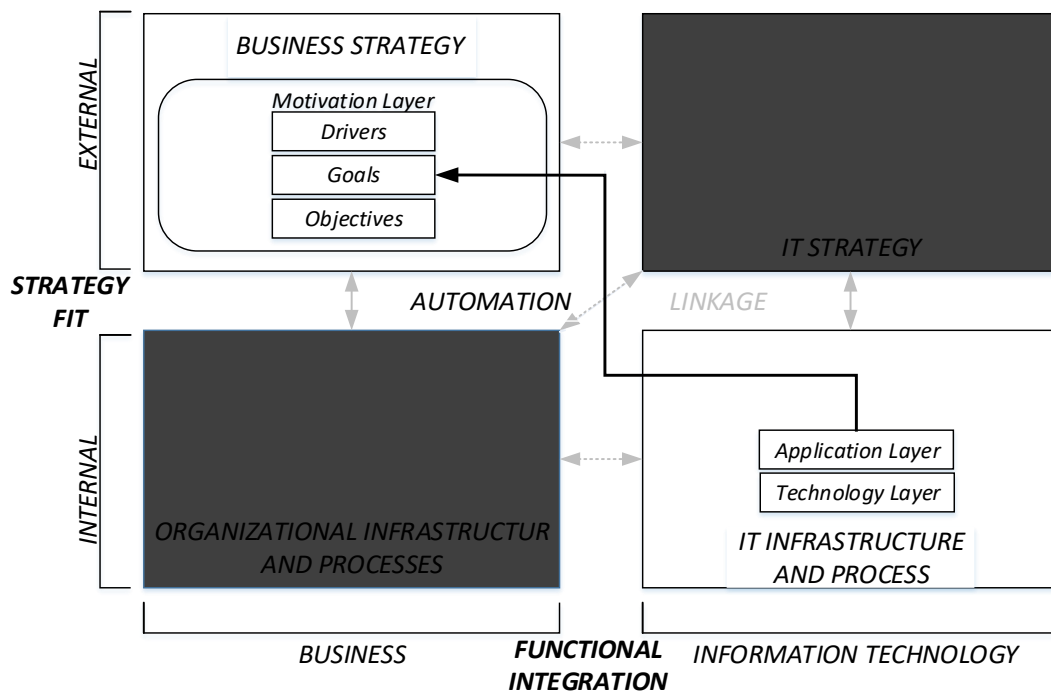 BUSINESS STRATEGY
Motivation Layer
Drivers
Goals
Objectives
EXTERNAL
IT STRATEGY
STRATEGY
FIT
AUTOMATION
LINKAGE
INTERNAL
ORGANIZATIONAL INFRASTRUCTUR
AND PROCESSES
Application Layer
Technology Layer
IT INFRASTRUCTURE
AND PROCESS
BUSINESS
FUNCTIONAL
INTEGRATION
INFORMATION TECHNOLOGY